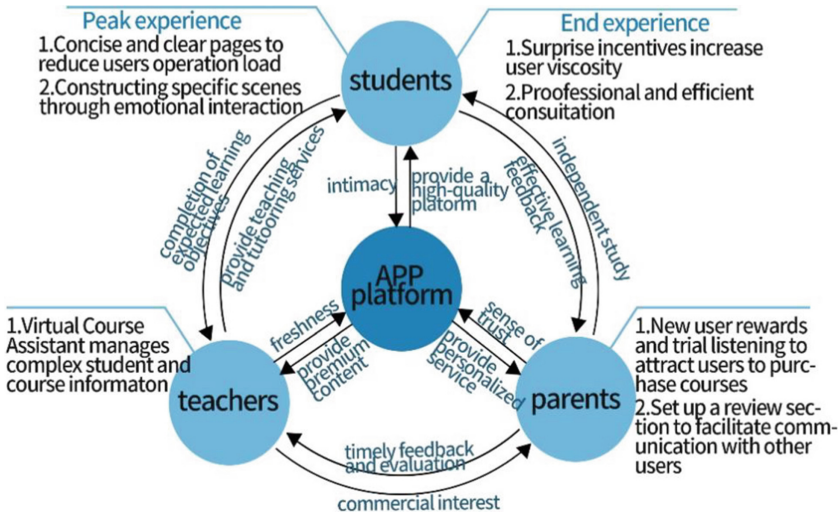 Peak experience
1.Concise and clear pages to
reduce users operation load
2.Constructing specific scenes
through emotional interaction
End experience
1.Surprise incentives increase
user viscosity
2.Proofessional and efficient
consuitation
students
completion of
expected learning
objectives
provide teaching
and tutooring services
intimacy
provide a
high-quality
platorm
effective learning
feedback
independent study
APP
platform
1.Virtual Course
Assistant manages
complex student and
course informaton
teachers
freshness
provide
premium
content
sense of
trust
provide
personalized
service
parents
1.New user rewards
and trial listening to
attract users to purc-
hase courses
2.Set up a review sec-
tion to facilitate comm-
unication with other
users
timely feedback
and evaluation
commercial interest